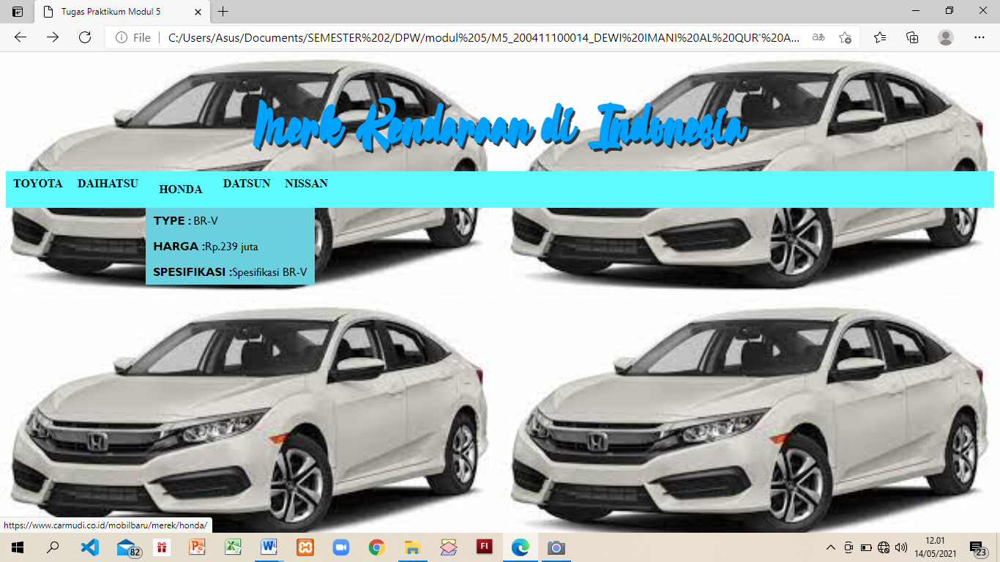 Tugas Praktikum Modul 5
File
C:/Users/Asus/Documents/SEMESTER%202/DPW/modul%205/M5_200411100014_DEWI%20IMANI%20AL%20QUR'%20A...
Merk Kendaraan di Indonesia
TOYOTA DAIHATSU HONDA DATSUN NISSAN
TYPE : BR-V
HARGA :Rp.239 juta
SPESIFIKASI :Spesifikasi BR-V
https://www.carmudi.co.id/mobilbaru/merek/honda/
82
Fl
12.01
14/05/2021
23